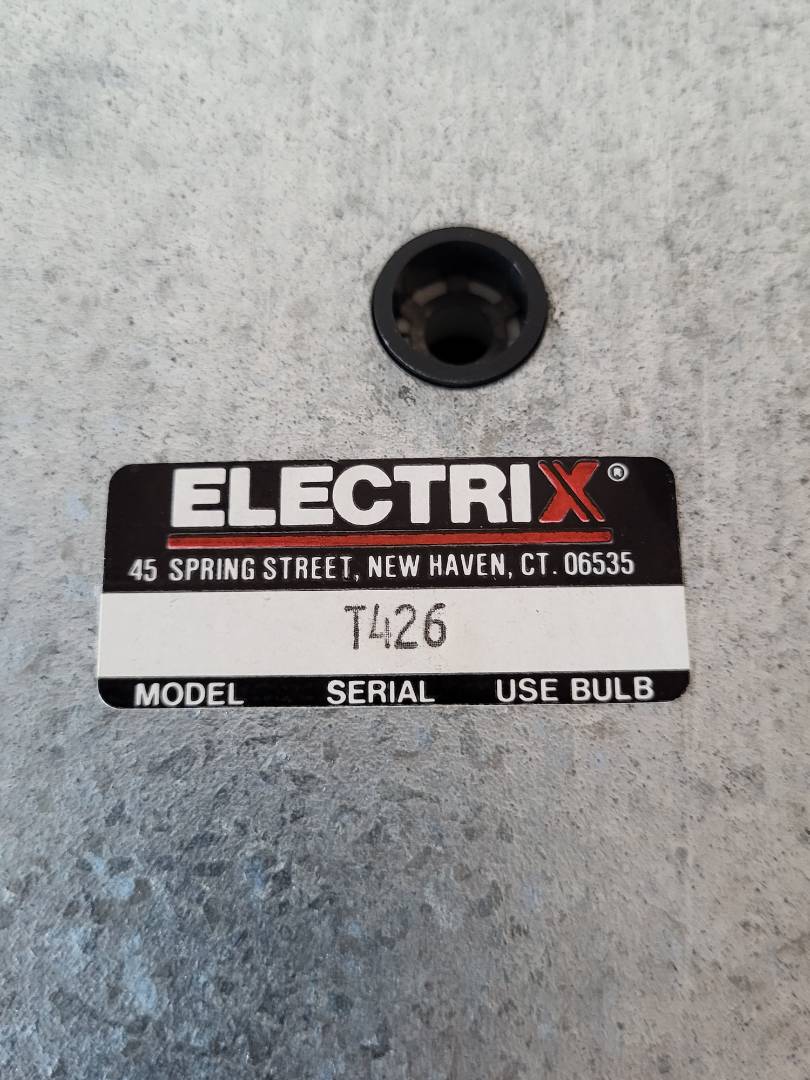 ELECTRIX®
45 SPRING STREET, NEW HAVEN, CT. 06535
T426
MODEL SERIAL USE BULB